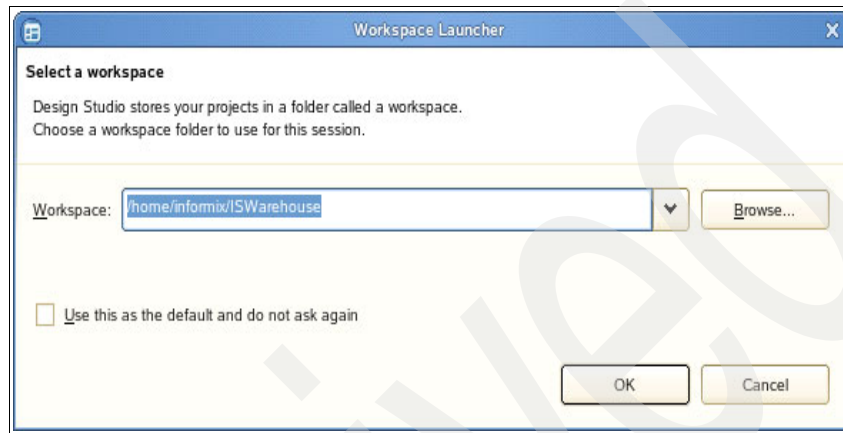 Workspace Launcher
Select a workspace
Design Studio stores your projects in a folder called a workspace.
Choose a workspace folder to use for this session.
Workspace: /home/informix/ISWarehouse Browse...
Use this as the default and do not ask again
OK Cancel